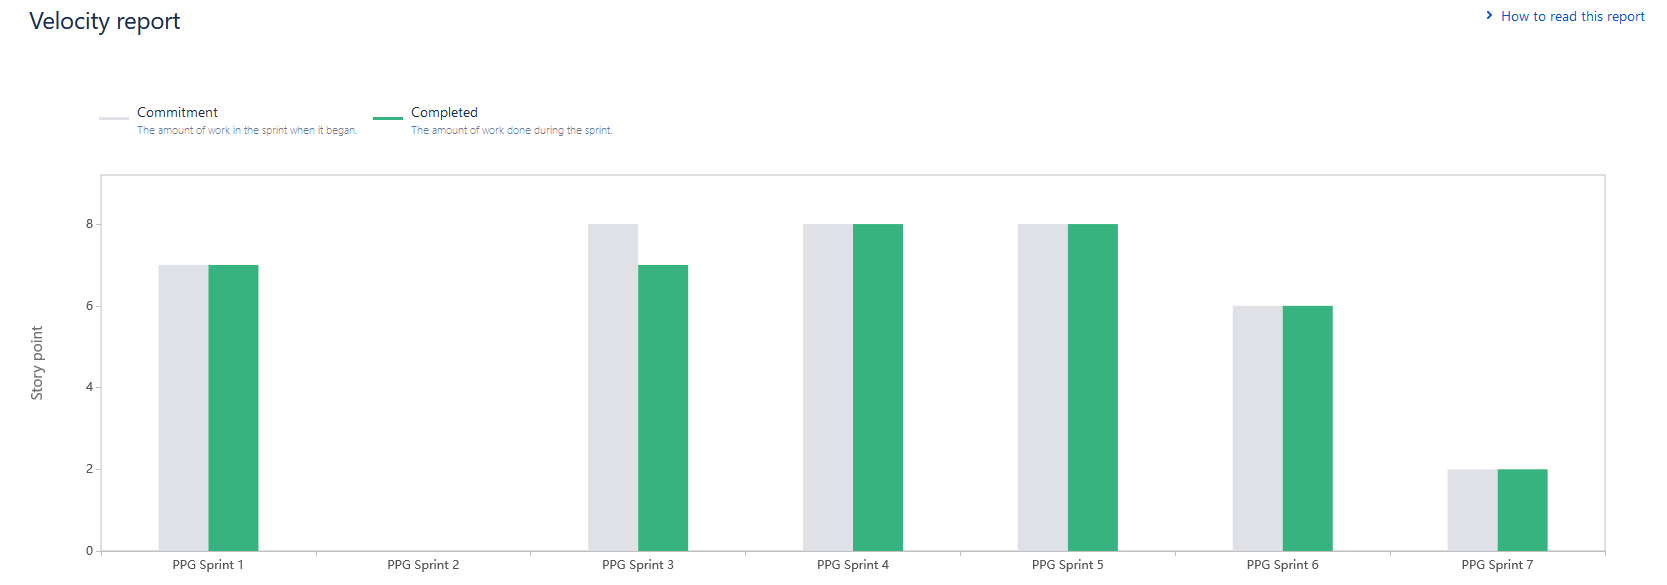 Velocity report
How to read this report
Commitment
The amount of work in the sprint when it began.
Completed
The amount of work done during the sprint.
Story point
8
6
4
2
0
PPG Sprint 1
PPG Sprint 2
PPG Sprint 3
PPG Sprint 4
PPG Sprint 5
PPG Sprint 6
PPG Sprint 7